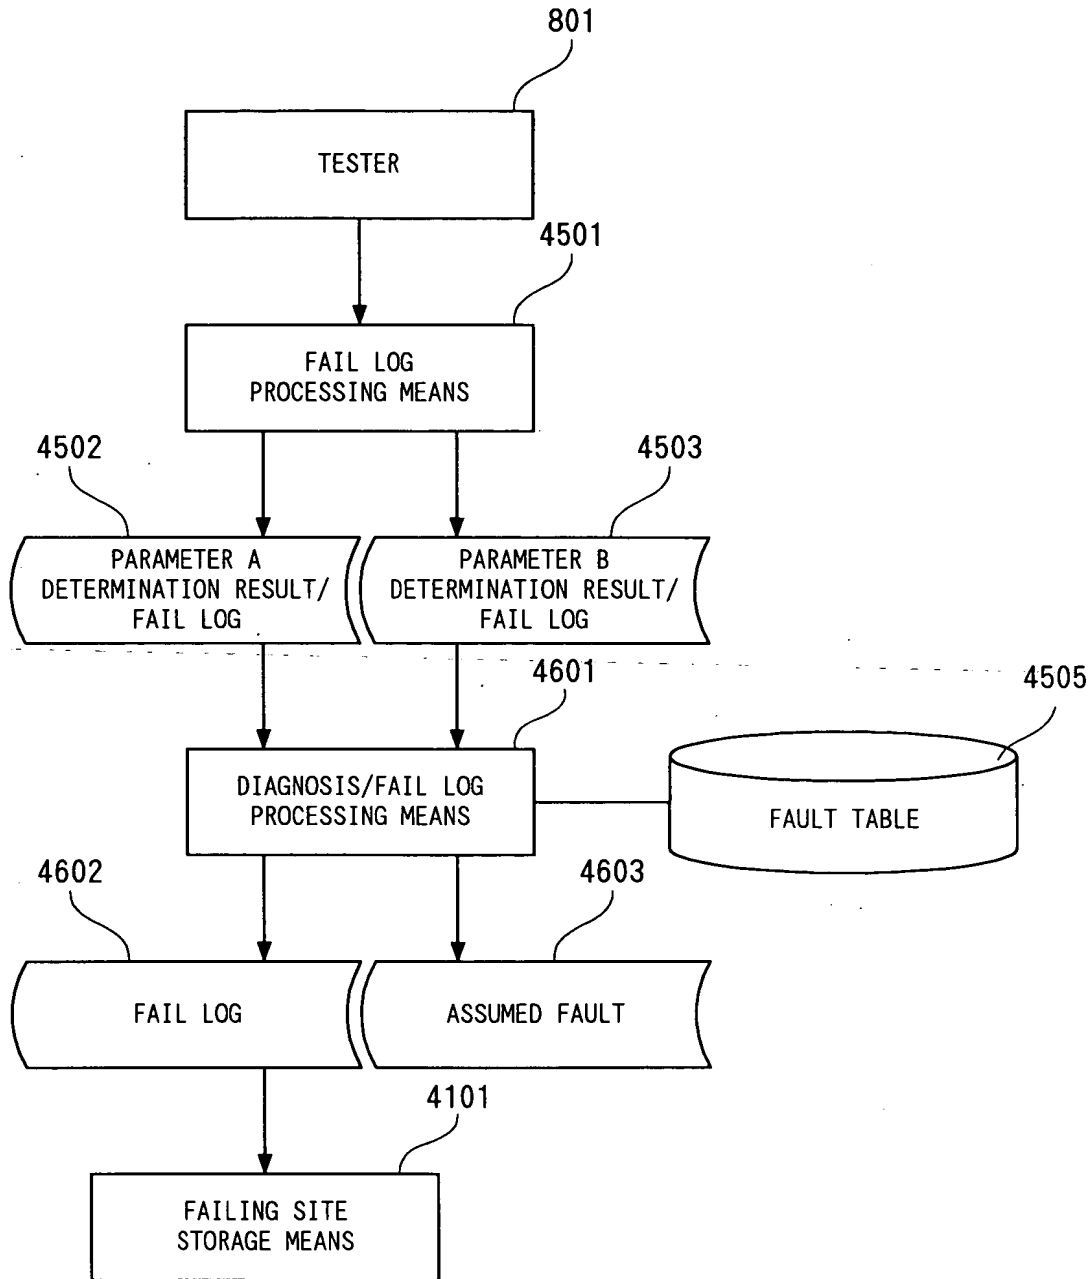 801
TESTER
4501
FAIL LOG
PROCESSING MEANS
4502
4503
PARAMETER A
DETERMINATION RESULT/
FAIL LOG
PARAMETER B
DETERMINATION RESULT/
FAIL LOG
4601
4505
DIAGNOSIS/FAIL LOG
PROCESSING MEANS
FAULT TABLE
4602
4603
FAIL LOG
ASSUMED FAULT
4101
FAILING SITE
STORAGE MEANS